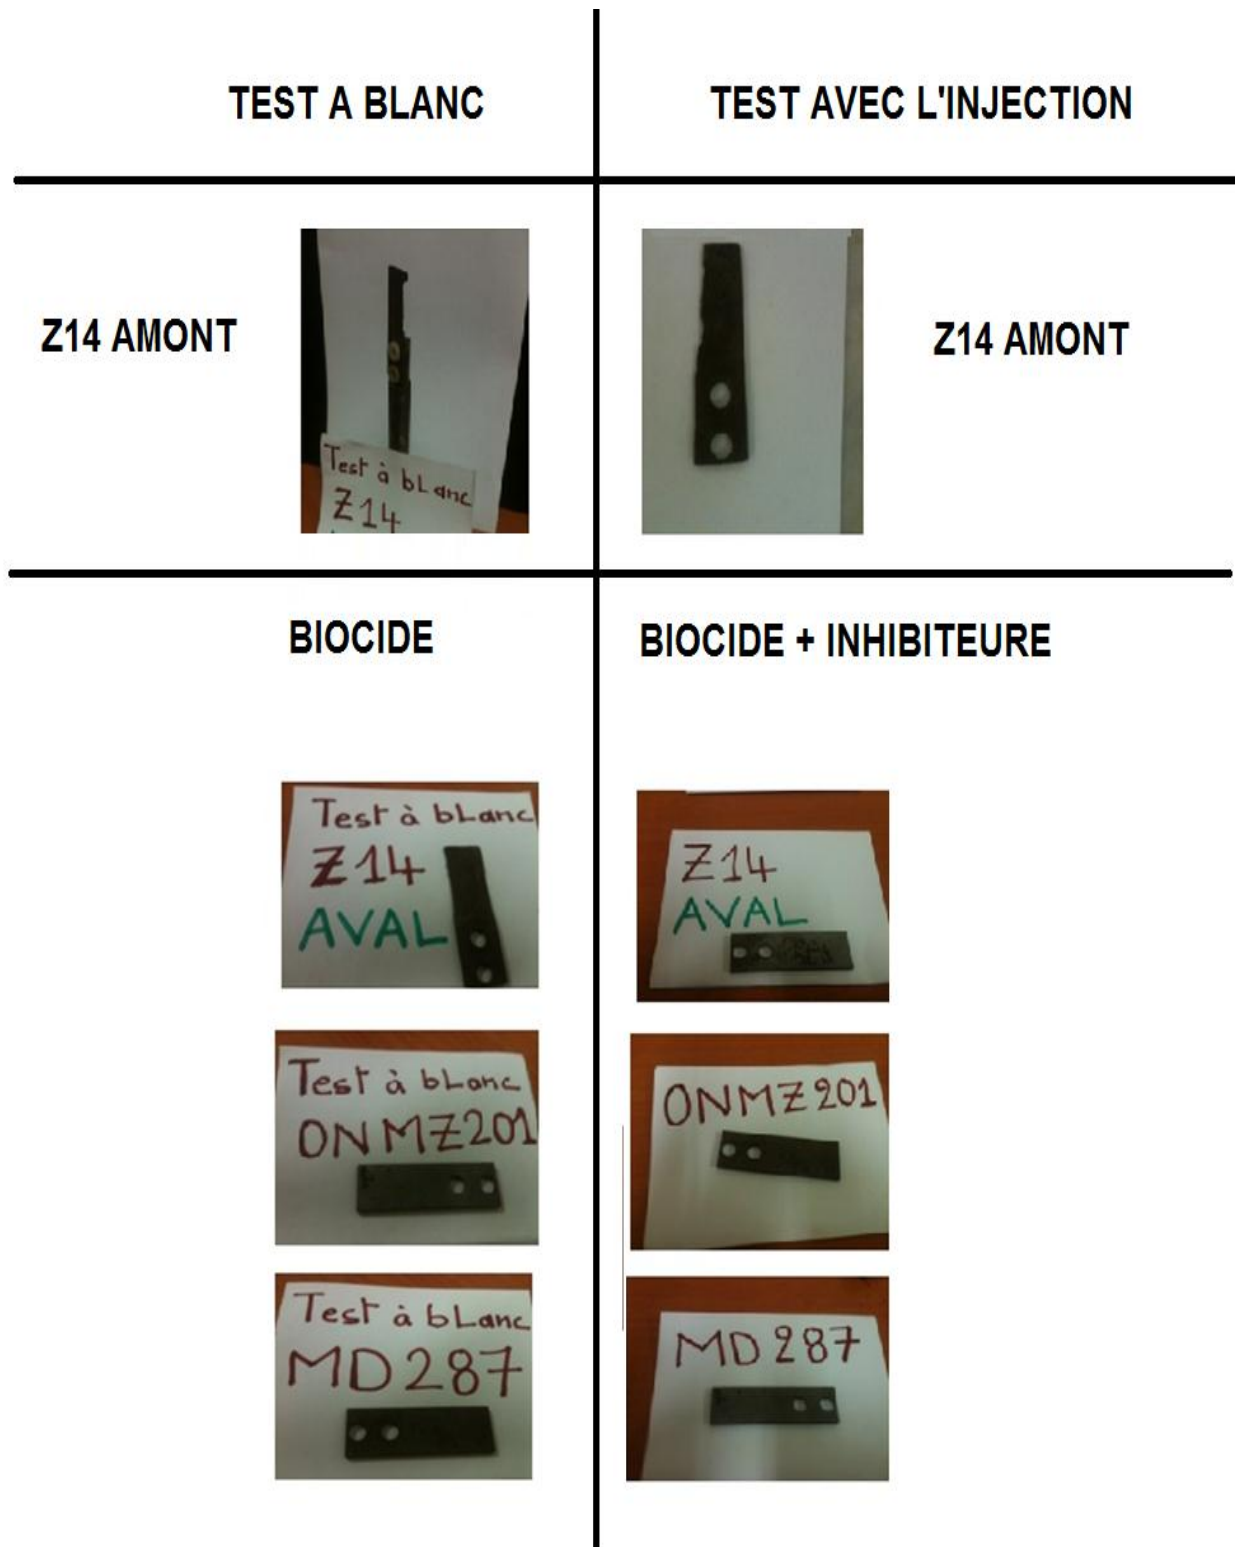 TEST A BLANC
TEST AVEC L'INJECTION
Z14 AMONT
Test à bLanc
Z14
Z14 AMONT
BIOCIDE
BIOCIDE + INHIBITEURE
Test à bLanc
Z14
AVAL
Z14
AVAL
Test à bLanc
ONMZ201
ONMZ201
Test à bLanc
MD287
MD287